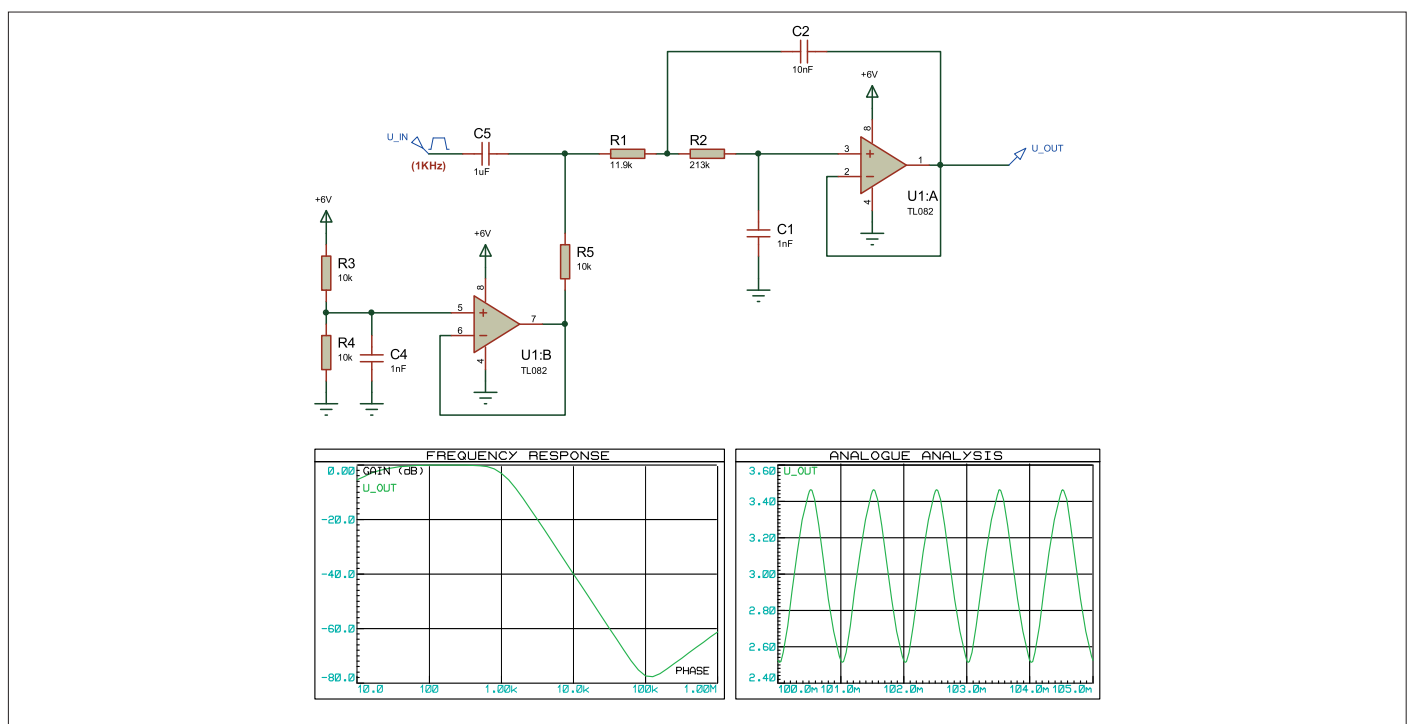 C2
10nF
+6V
U_IN
(1KHz)
C5
1uF
R1
11.9k
R2
213k
8
3
2
1
4
U_OUT
U1:A
TL082
C1
1nF
+6V
+6V
R3
10k
R5
10k
8
5
6
7
4
R4
10k
C4
1nF
U1:B
TL082
FREQUENCY RESPONSE
GAIN (dB)
U_OUT
0.00
-20.0
-40.0
-60.0
-80.0
PHASE
10.0 100 1.00k 10.0k 100k 1.00M
ANALOGUE ANALYSIS
U_OUT
3.60
3.40
3.20
3.00
2.80
2.60
2.40
100.0m 101.0m 102.0m 103.0m 104.0m 105.0m